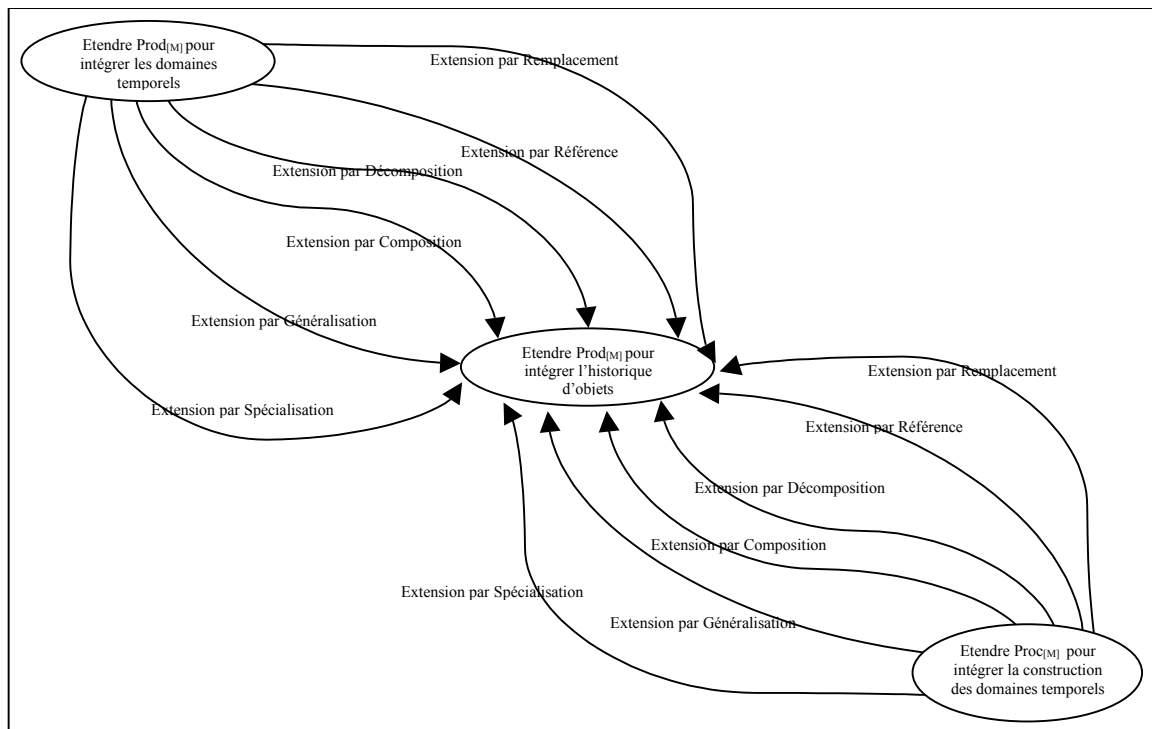 Etendre Prod[M] pour
intégrer les domaines
temporels
Extension par Remplacement
Extension par Référence
Extension par Décomposition
Extension par Composition
Extension par Généralisation
Extension par Spécialisation
Etendre Prod[M] pour
intégrer l’historique
d’objets
Extension par Remplacement
Extension par Référence
Extension par Décomposition
Extension par Composition
Extension par Spécialisation
Extension par Généralisation
Etendre Proc[M] pour
intégrer la construction
des domaines temporels